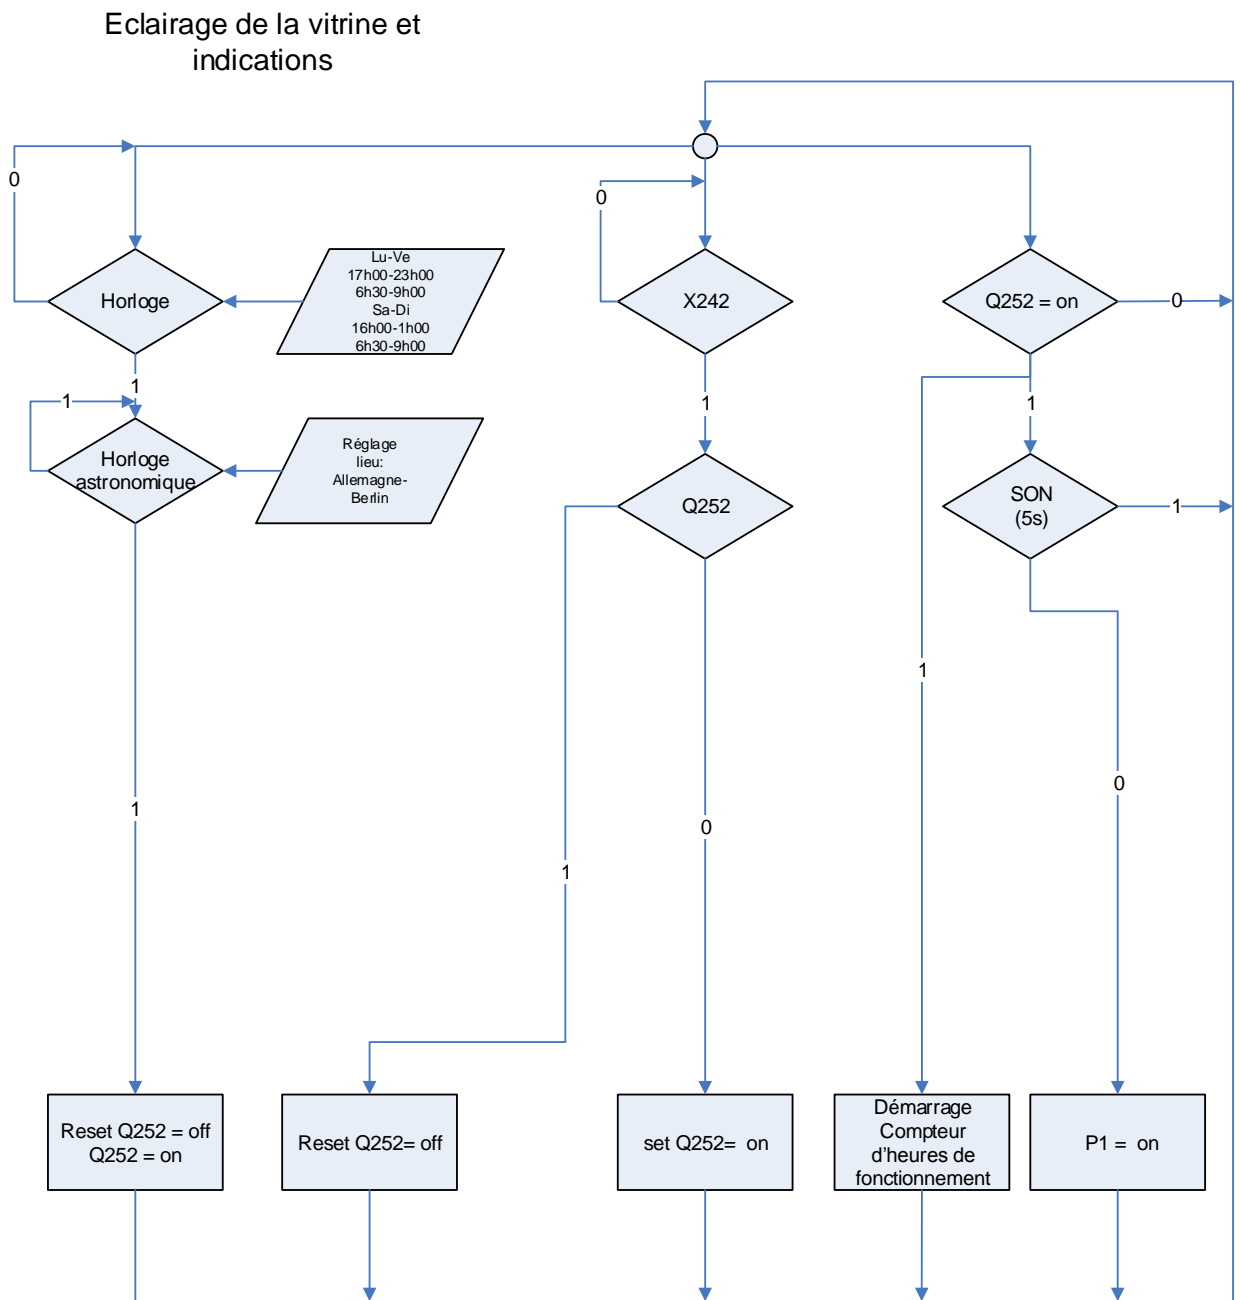 Eclairage de la vitrine et
indications
0
0
Horloge
Lu-Ve
17h00-23h00
6h30-9h00
Sa-Di
16h00-1h00
6h30-9h00
X242
Q252 = on
0
1
1
1
1
Horloge
astronomique
Réglage
lieu:
Allemagne-
Berlin
Q252
SON
(5s)
1
1
0
1
0
1
Reset Q252 = off
Q252 = on
Reset Q252= off
set Q252= on
Démarrage
Compteur
d'heures de
fonctionnement
P1 = on